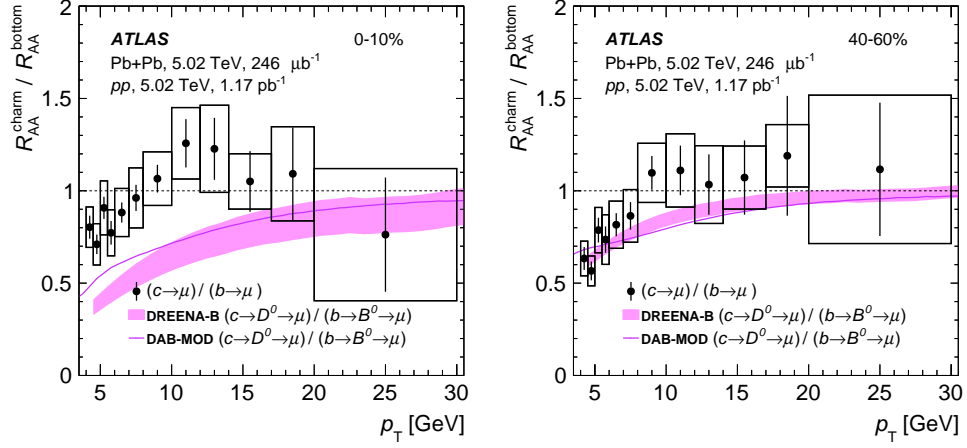 R_AA^charm / R_AA^bottom
2
1.5
1
0.5
0
ATLAS 0-10%
Pb+Pb, 5.02 TeV, 246 μb⁻¹
pp, 5.02 TeV, 1.17 pb⁻¹
(c→μ) / (b→μ)
DREENA-B (c→D⁰→μ) / (b→B⁰→μ)
DAB-MOD (c→D⁰→μ) / (b→B⁰→μ)
5 10 15 20 25 30
p_T [GeV]
R_AA^charm / R_AA^bottom
2
1.5
1
0.5
0
ATLAS 40-60%
Pb+Pb, 5.02 TeV, 246 μb⁻¹
pp, 5.02 TeV, 1.17 pb⁻¹
(c→μ) / (b→μ)
DREENA-B (c→D⁰→μ) / (b→B⁰→μ)
DAB-MOD (c→D⁰→μ) / (b→B⁰→μ)
5 10 15 20 25 30
p_T [GeV]